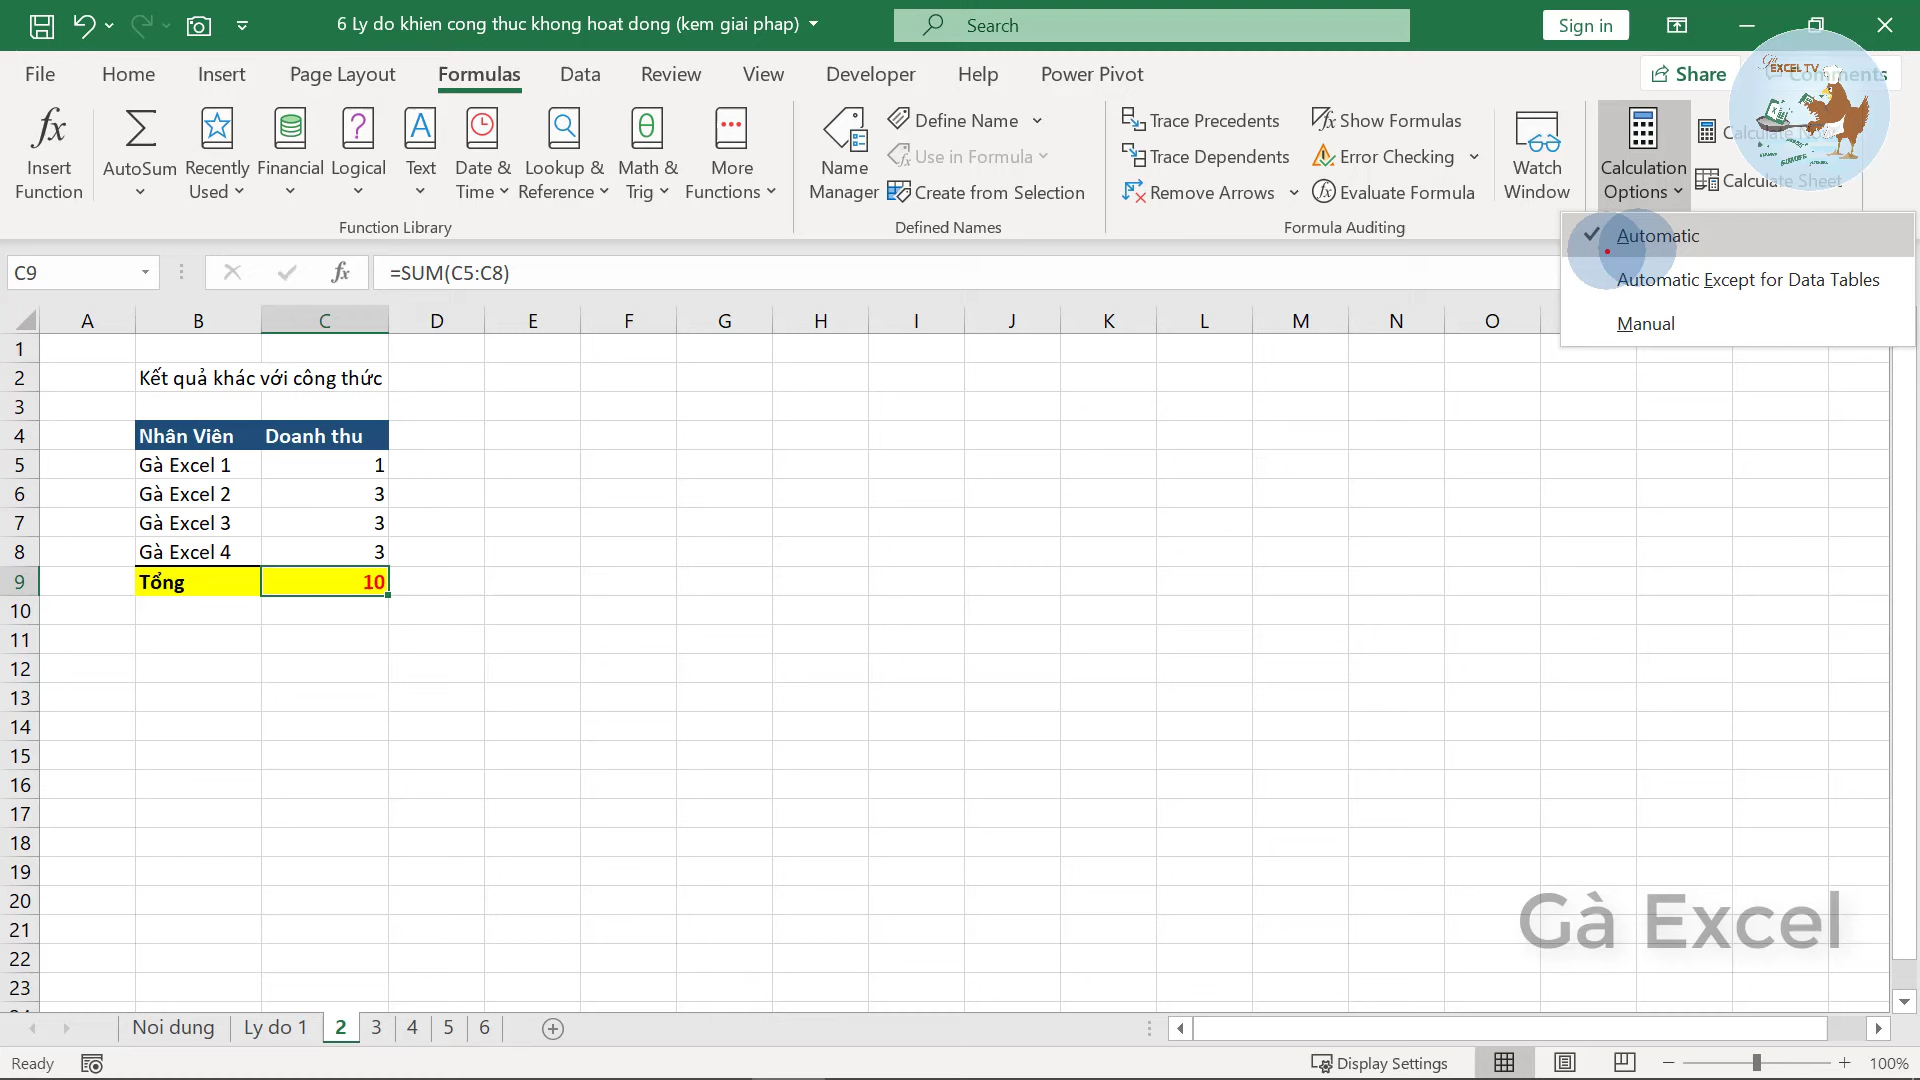 6 Ly do khien cong thuc khong hoat dong (kem giai phap)
Search
Sign in
File Home Insert Page Layout Formulas Data Review View Developer Help Power Pivot Share Comments
EXCEL TV
fx Insert Function
AutoSum
Recently Used
Financial
Logical
Text
Date & Time
Lookup & Reference
Math & Trig
More Functions
Function Library
Name Manager
Define Name
Use in Formula
Create from Selection
Defined Names
Trace Precedents
Trace Dependents
Remove Arrows
Show Formulas
Error Checking
Evaluate Formula
Formula Auditing
Watch Window
Calculation Options
Calculate Now
Calculate Sheet
Automatic
Automatic Except for Data Tables
Manual
C9 fx =SUM(C5:C8)
A B C D E F G H I J K L M N O
1
2 Kết quả khác với công thức
3
4 Nhân Viên Doanh thu
5 Gà Excel 1 1
6 Gà Excel 2 3
7 Gà Excel 3 3
8 Gà Excel 4 3
9 Tổng 10
10
11
12
13
14
15
16
17
18
19
20
21
22
23
Gà Excel
Noi dung Ly do 1 2 3 4 5 6
Ready Display Settings 100%